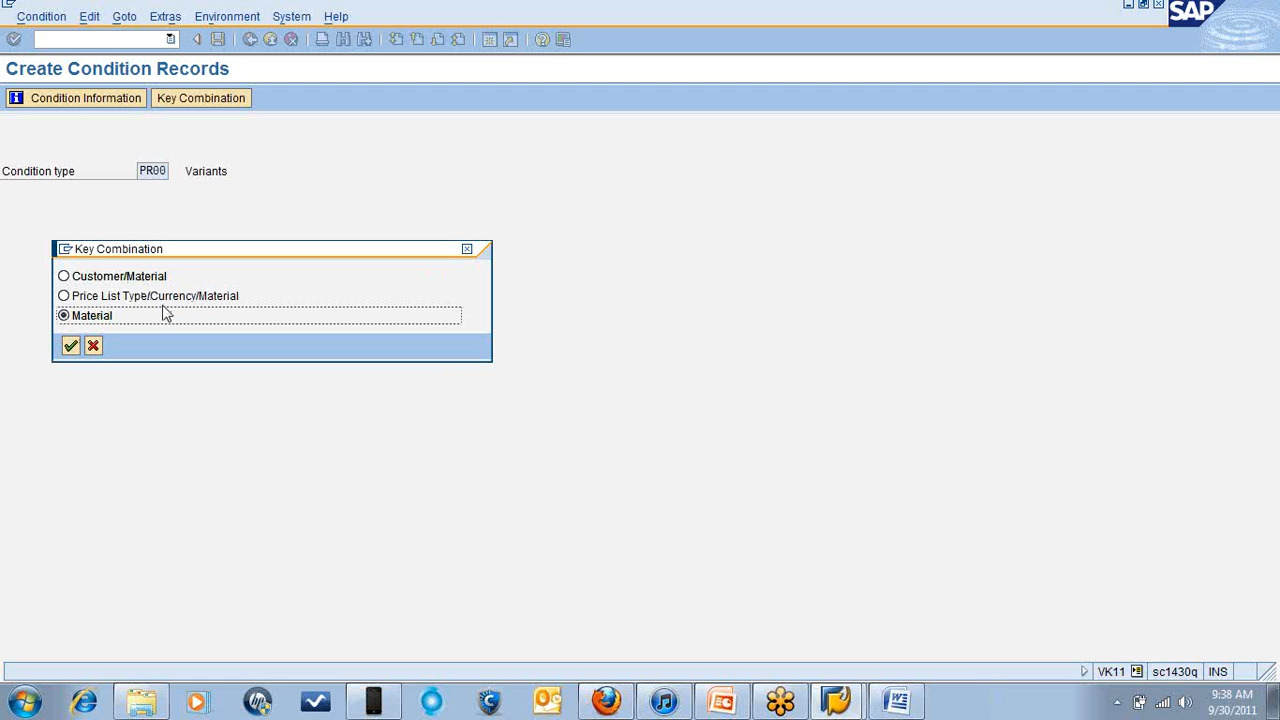 Condition Edit Goto Extras Environment System Help
SAP
Create Condition Records
Condition Information Key Combination
Condition type PR00 Variants
Key Combination
Customer/Material
Price List Type/Currency/Material
Material
VK11 sc1430q INS
9:38 AM
9/30/2011